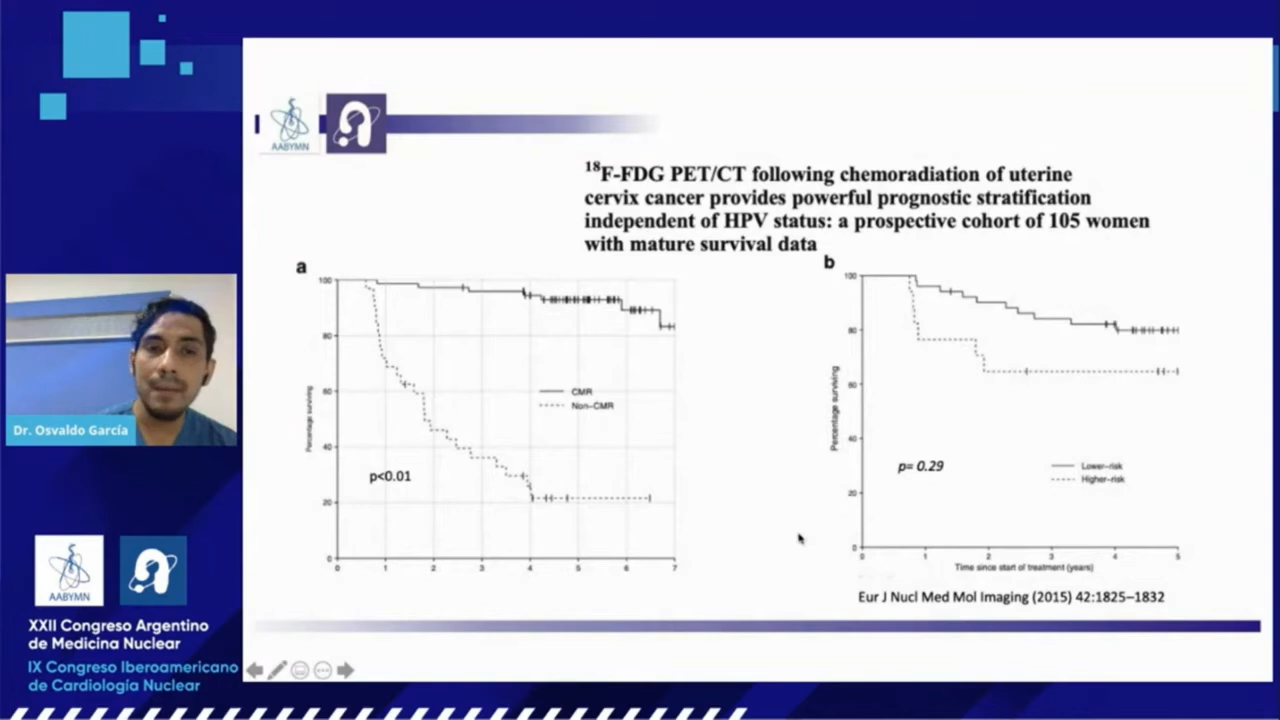 AABYMN
¹⁸F-FDG PET/CT following chemoradiation of uterine
cervix cancer provides powerful prognostic stratification
independent of HPV status: a prospective cohort of 105 women
with mature survival data
a
100
80
60
40
20
0
Percentage surviving
CMR
Non-CMR
p<0.01
0 1 2 3 4 5 6 7
b
100
80
60
40
20
0
Percentage surviving
p= 0.29
Lower-risk
Higher-risk
0 1 2 3 4 5
Time since start of treatment (years)
Eur J Nucl Med Mol Imaging (2015) 42:1825–1832
Dr. Osvaldo García
AABYMN
XXII Congreso Argentino
de Medicina Nuclear
IX Congreso Iberoamericano
de Cardiología Nuclear